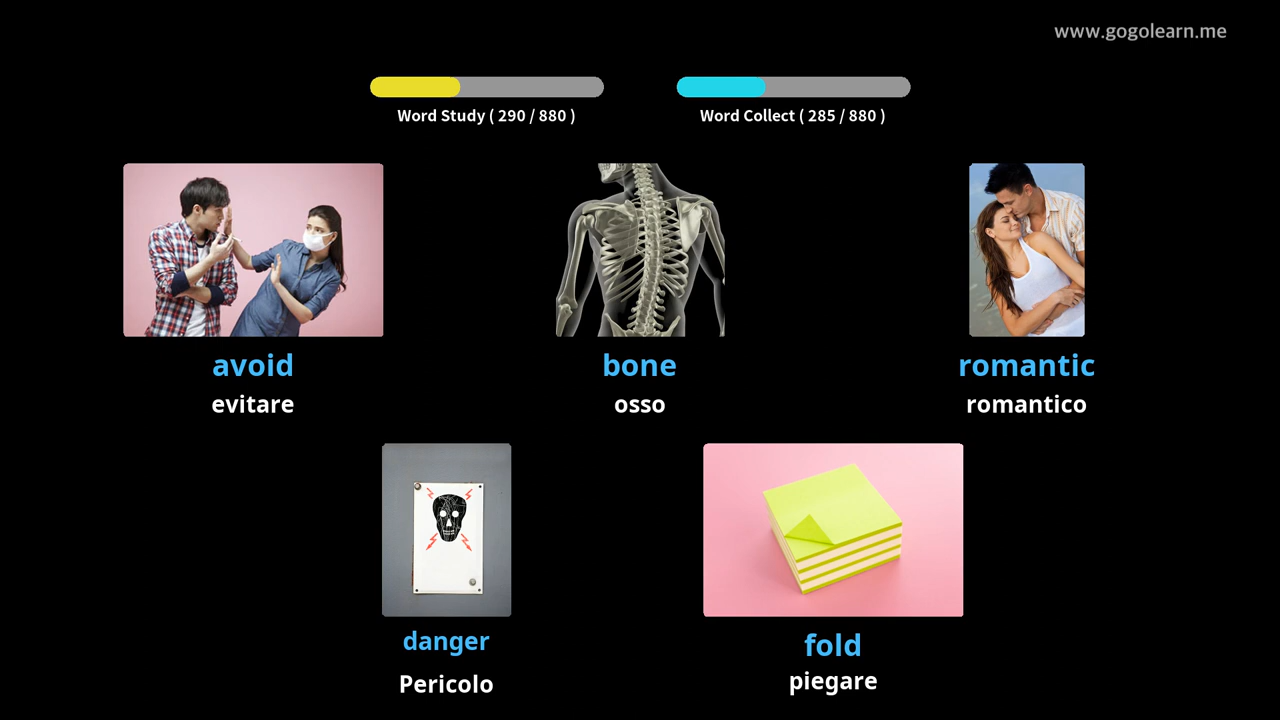 www.gogolearn.me
Word Study ( 290 / 880 )
Word Collect ( 285 / 880 )
avoid
evitare
bone
osso
romantic
romantico
danger
Pericolo
fold
piegare